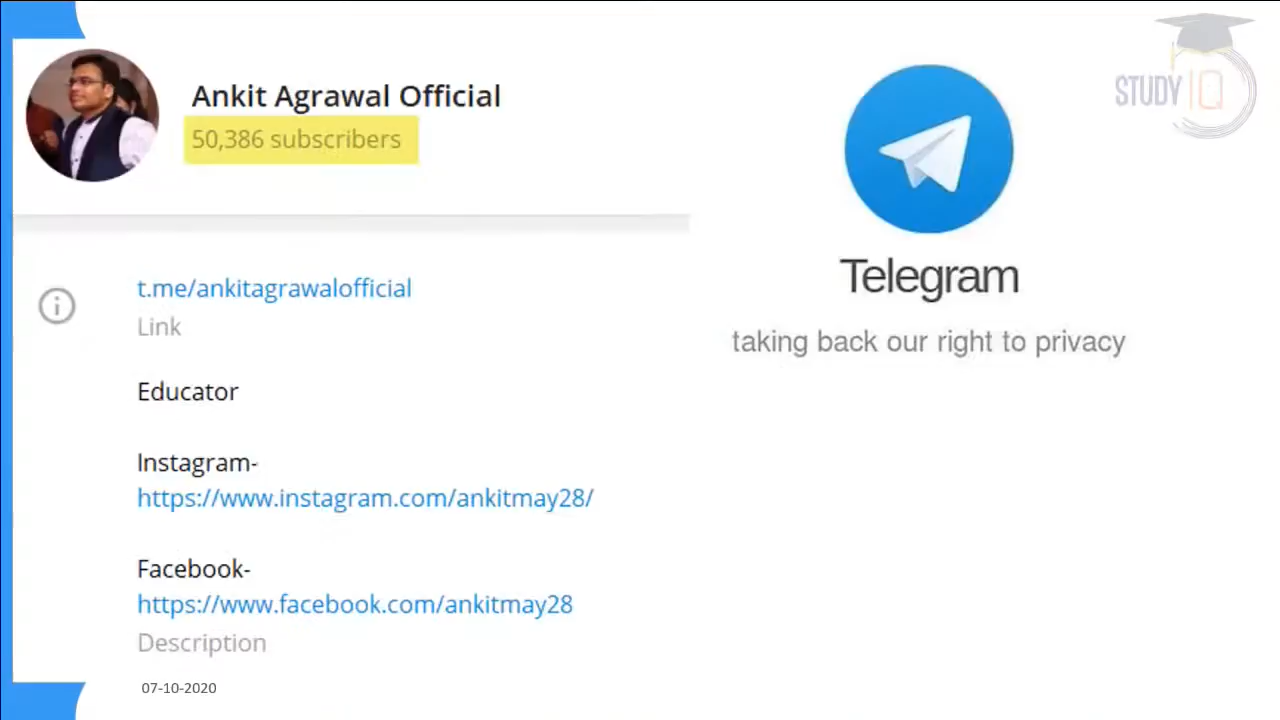 Ankit Agrawal Official
50,386 subscribers
t.me/ankitagrawalofficial
Link
Educator
Instagram-
https://www.instagram.com/ankitmay28/
Facebook-
https://www.facebook.com/ankitmay28
Description
07-10-2020
STUDY IQ
Telegram
taking back our right to privacy